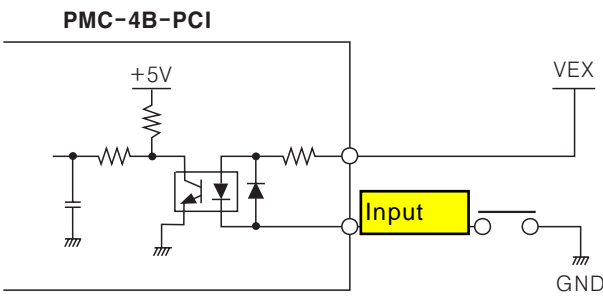 PMC-4B-PCI
+5V
VEX
Input
GND